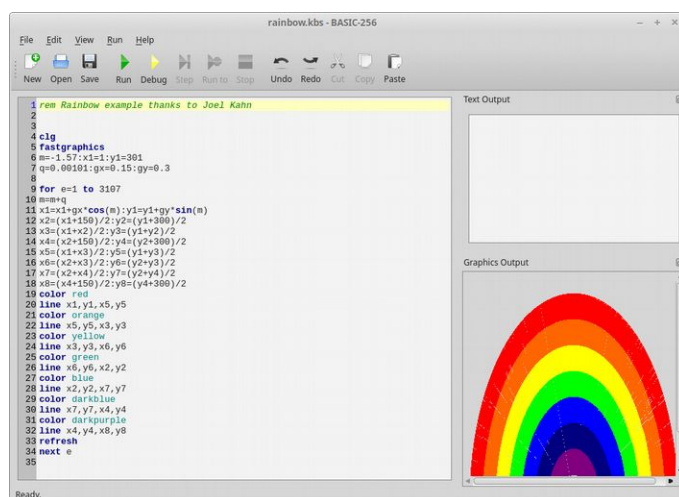 rainbow.kbs - BASIC-256
File Edit View Run Help
New Open Save Run Debug Step Run to Stop Undo Redo Cut Copy Paste
1 rem Rainbow example thanks to Joel Kahn
2
3
4 clg
5 fastgraphics
6 m=-1.57:x1=1:y1=301
7 q=0.00101:gx=0.15:gy=0.3
8
9 for e=1 to 3107
10 m=m+q
11 x1=x1+gx*cos(m):y1=y1+gy*sin(m)
12 x2=(x1+150)/2:y2=(y1+300)/2
13 x3=(x1+x2)/2:y3=(y1+y2)/2
14 x4=(x2+150)/2:y4=(y2+300)/2
15 x5=(x1+x3)/2:y5=(y1+y3)/2
16 x6=(x2+x3)/2:y6=(y2+y3)/2
17 x7=(x2+x4)/2:y7=(y2+y4)/2
18 x8=(x4+150)/2:y8=(y4+300)/2
19 color red
20 line x1,y1,x5,y5
21 color orange
22 line x5,y5,x3,y3
23 color yellow
24 line x3,y3,x6,y6
25 color green
26 line x6,y6,x2,y2
27 color blue
28 line x2,y2,x7,y7
29 color darkblue
30 line x7,y7,x4,y4
31 color darkpurple
32 line x4,y4,x8,y8
33 refresh
34 next e
35
Text Output
Graphics Output
Ready.